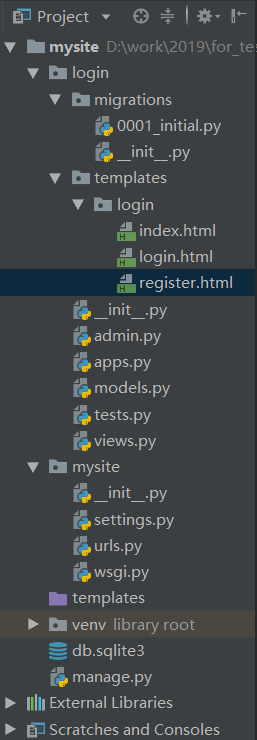 Project
mysite D:\work\2019\for_te
login
migrations
0001_initial.py
__init__.py
templates
login
index.html
login.html
register.html
__init__.py
admin.py
apps.py
models.py
tests.py
views.py
mysite
__init__.py
settings.py
urls.py
wsgi.py
templates
venv library root
db.sqlite3
manage.py
External Libraries
Scratches and Consoles